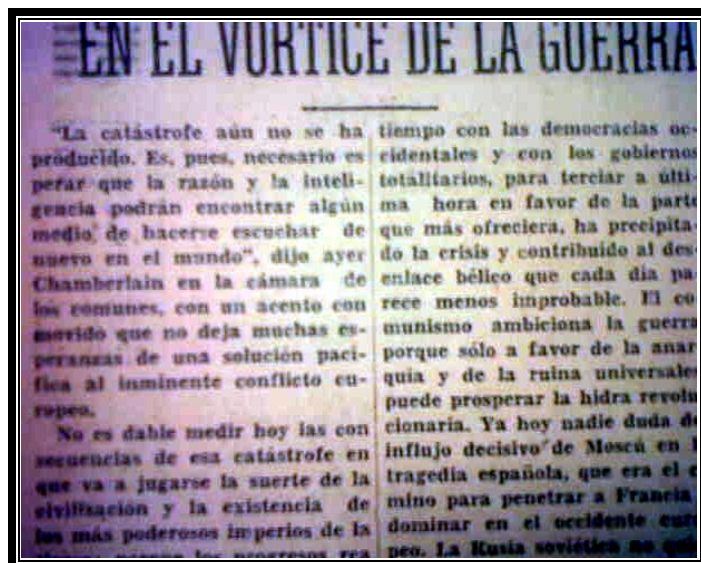 EN EL VORTICE DE LA GUERRA
"La catástrofe aún no se ha
producido. Es, pues, necesario es
perar que la razón y la inteli-
gencia podrán encontrar algún
medio de hacerse escuchar de
nuevo en el mundo", dijo ayer
Chamberlain en la cámara de
los comunes, con un acento con
movido que no deja muchas es-
peranzas de una solución pací-
fica al inminente conflicto eu-
ropeo.
No es dable medir hoy las con
secuencias de esa catástrofe en
que va a jugarse la suerte de la
civilisación y la existencia de
los más poderosos imperios de la
porque los progresos rea
tiempo con las democracias oc-
cidentales y con los gobiernos
totalitarios, para terciar a últi-
ma hora en favor de la parte
que más ofreciera, ha precipita-
do la crisis y contribuído al des-
enlace bélico que cada día pa-
rece menos improbable. El co-
munismo ambiciona la guerra
porque sólo a favor de la anar-
quía y de la ruina universales
puede prosperar la hidra revolu
cionaria. Ya hoy nadie duda de
influjo decisivo de Moscú en l
tragedia española, que era el c
mino para penetrar a Francia
dominar en el occidente euro
peo. La Rusia soviética no